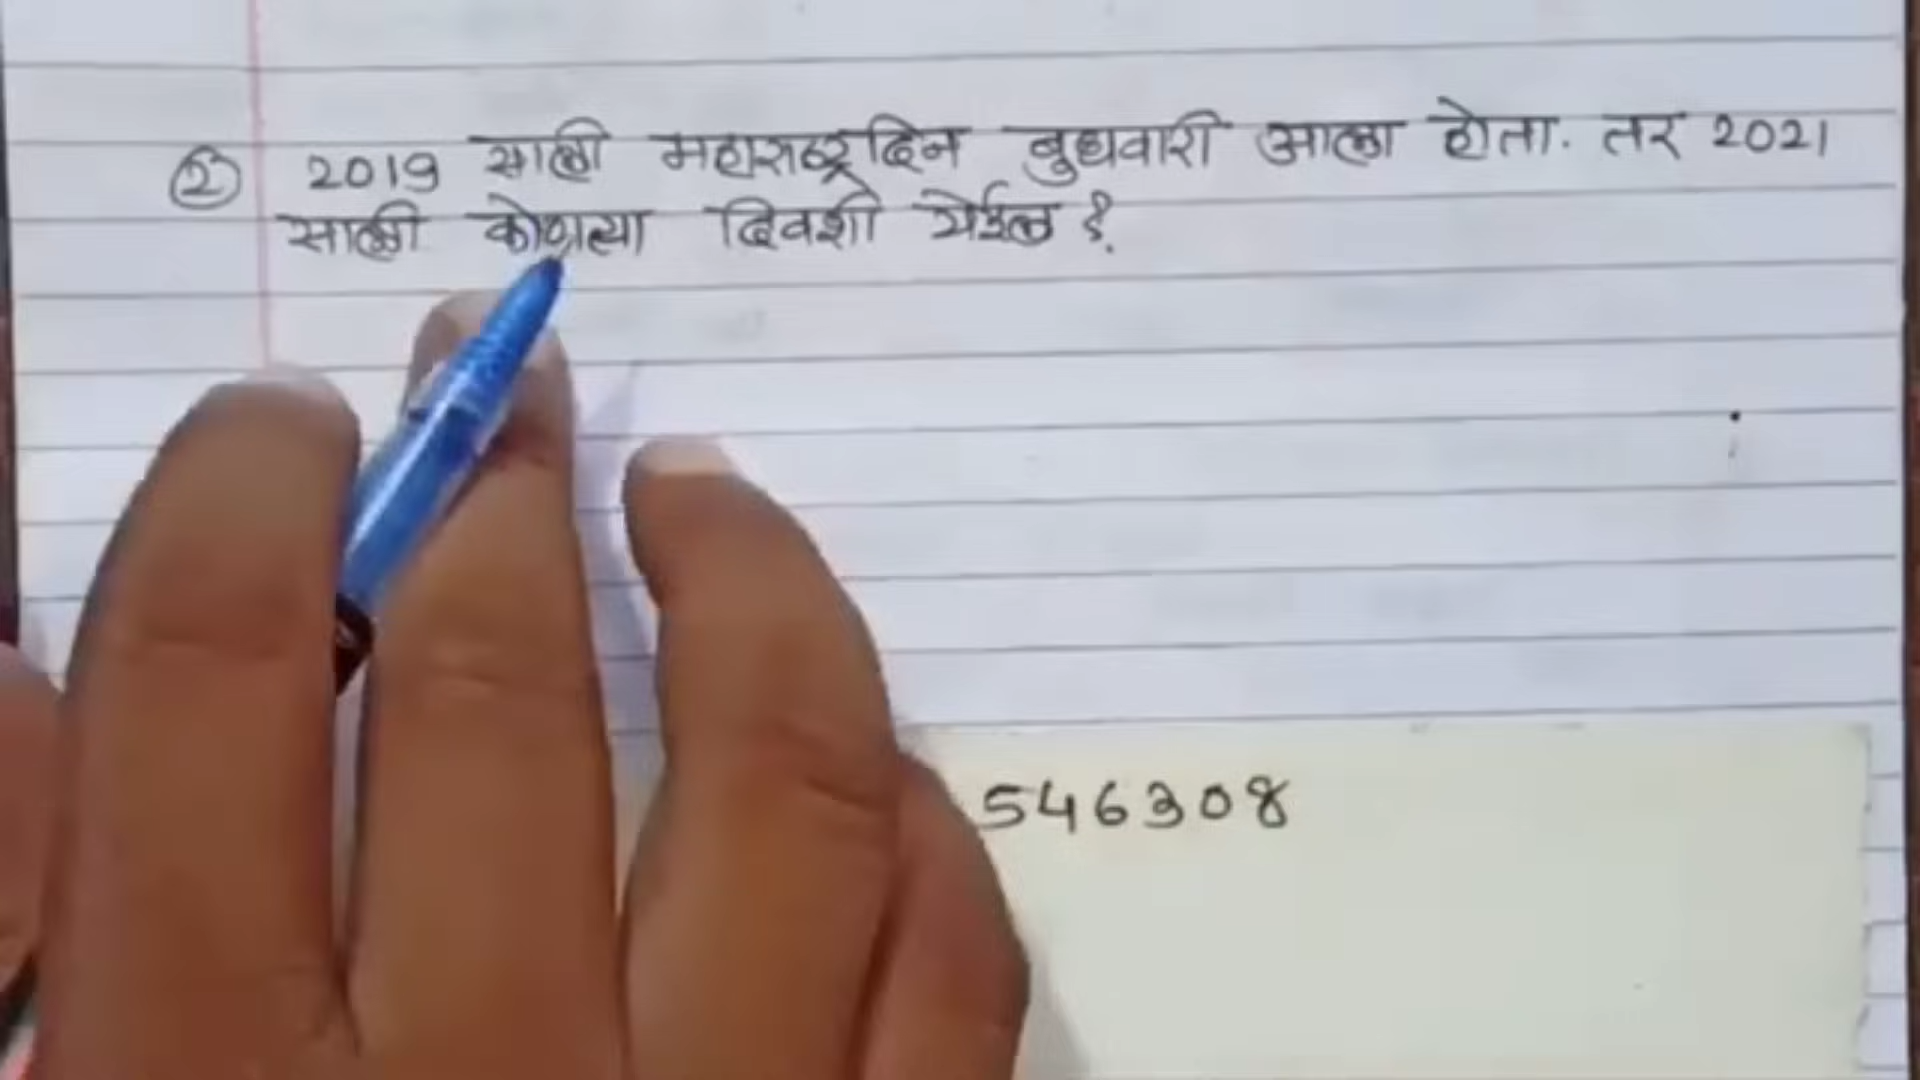 ② 2019 साली महाराष्ट्रदिन बुधवारी आला होता. तर 2021
साली कोणत्या दिवशी येईल ?
546308